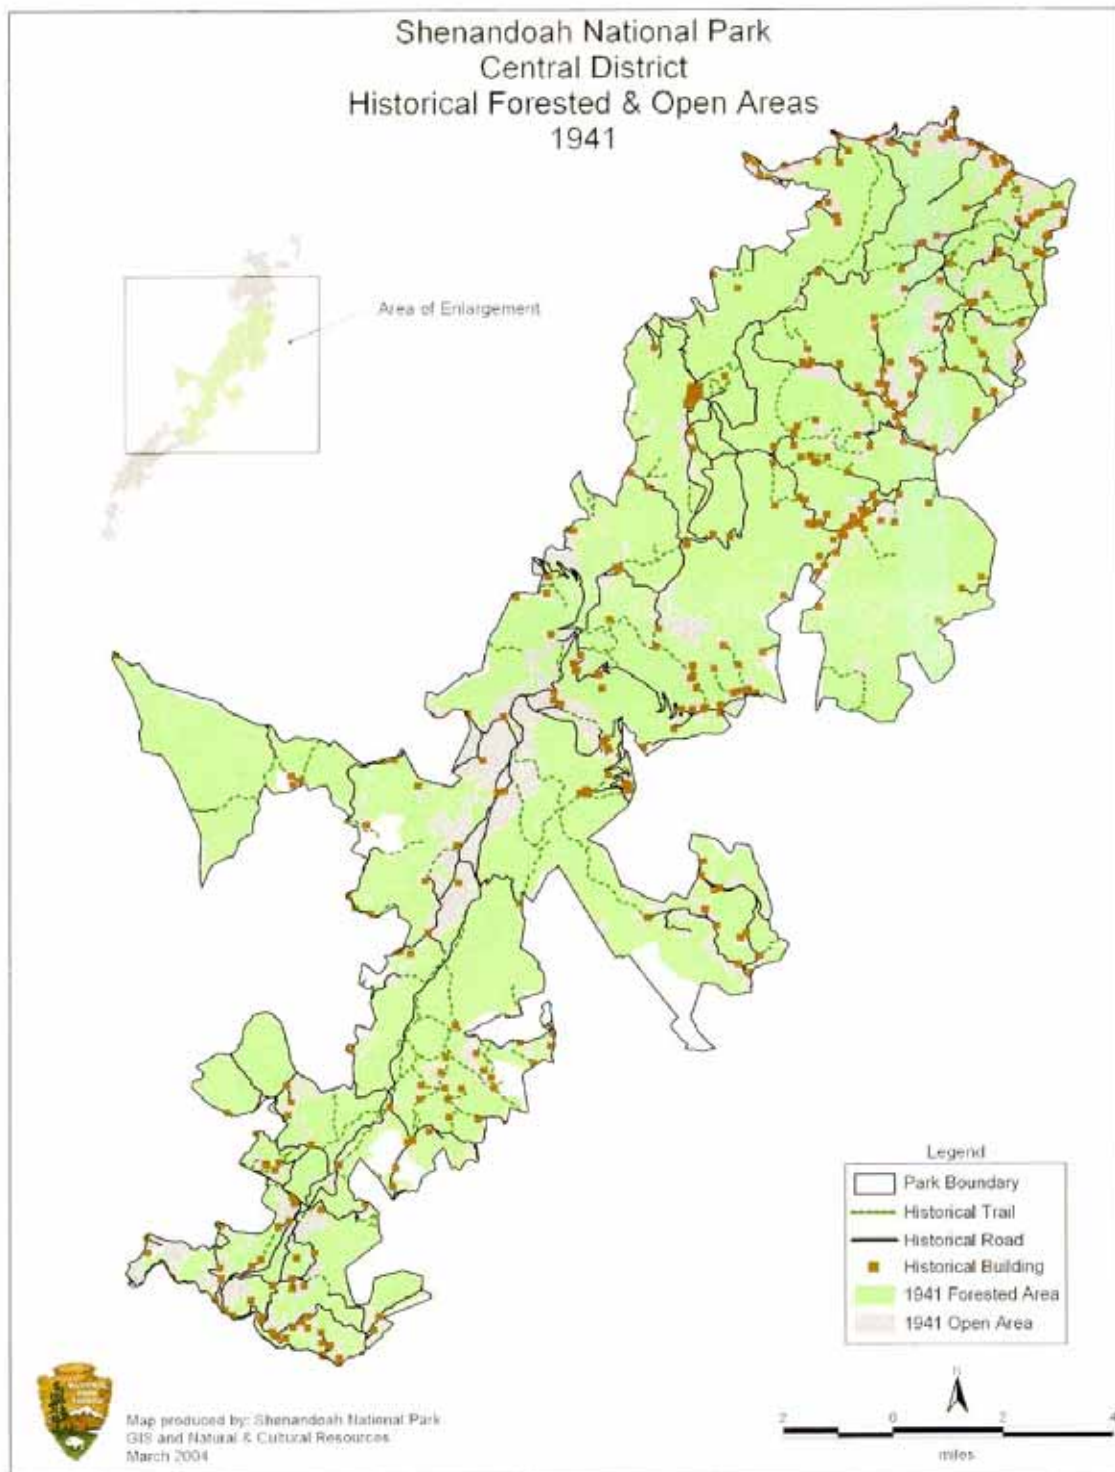 Shenandoah National Park
Central District
Historical Forested & Open Areas
1941
Area of Enlargement
Legend
Park Boundary
Historical Trail
Historical Road
Historical Building
1941 Forested Area
1941 Open Area
N
2 0 2 4
miles
Map produced by: Shenandoah National Park
GIS and Natural & Cultural Resources
March 2004